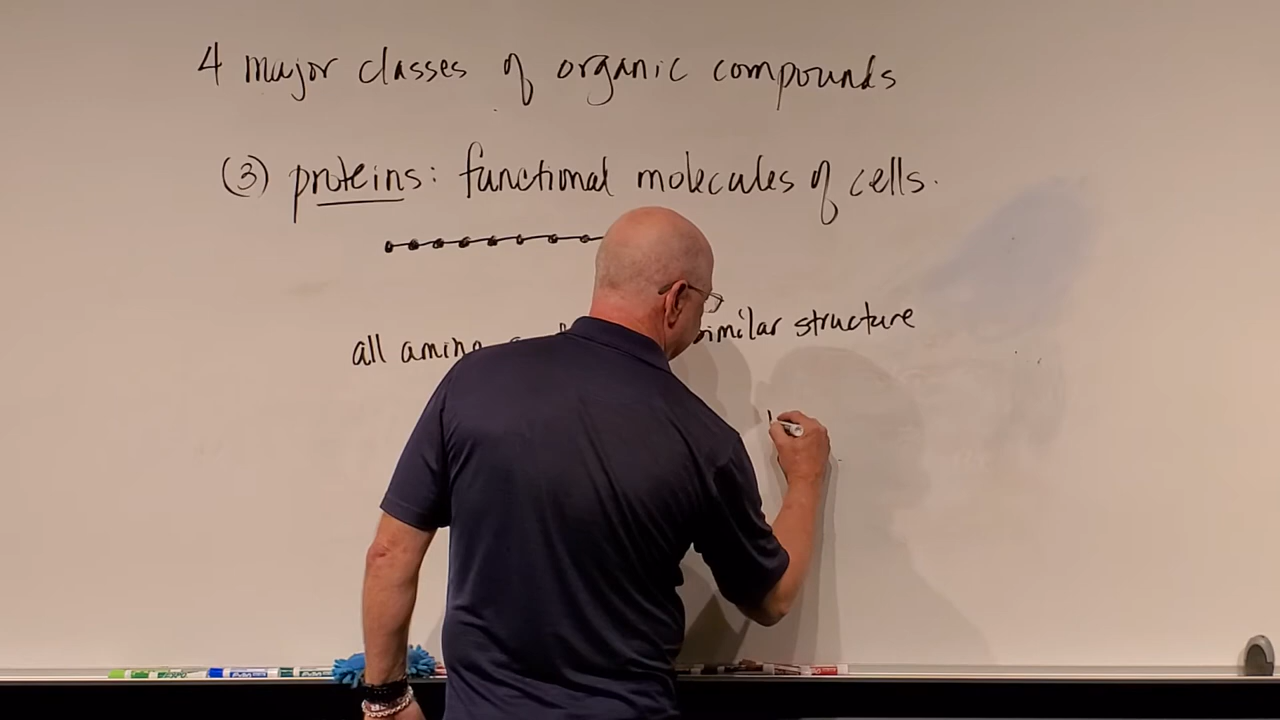 4 major classes of organic compounds
(3) proteins: functional molecules of cells.
all amino similar structure